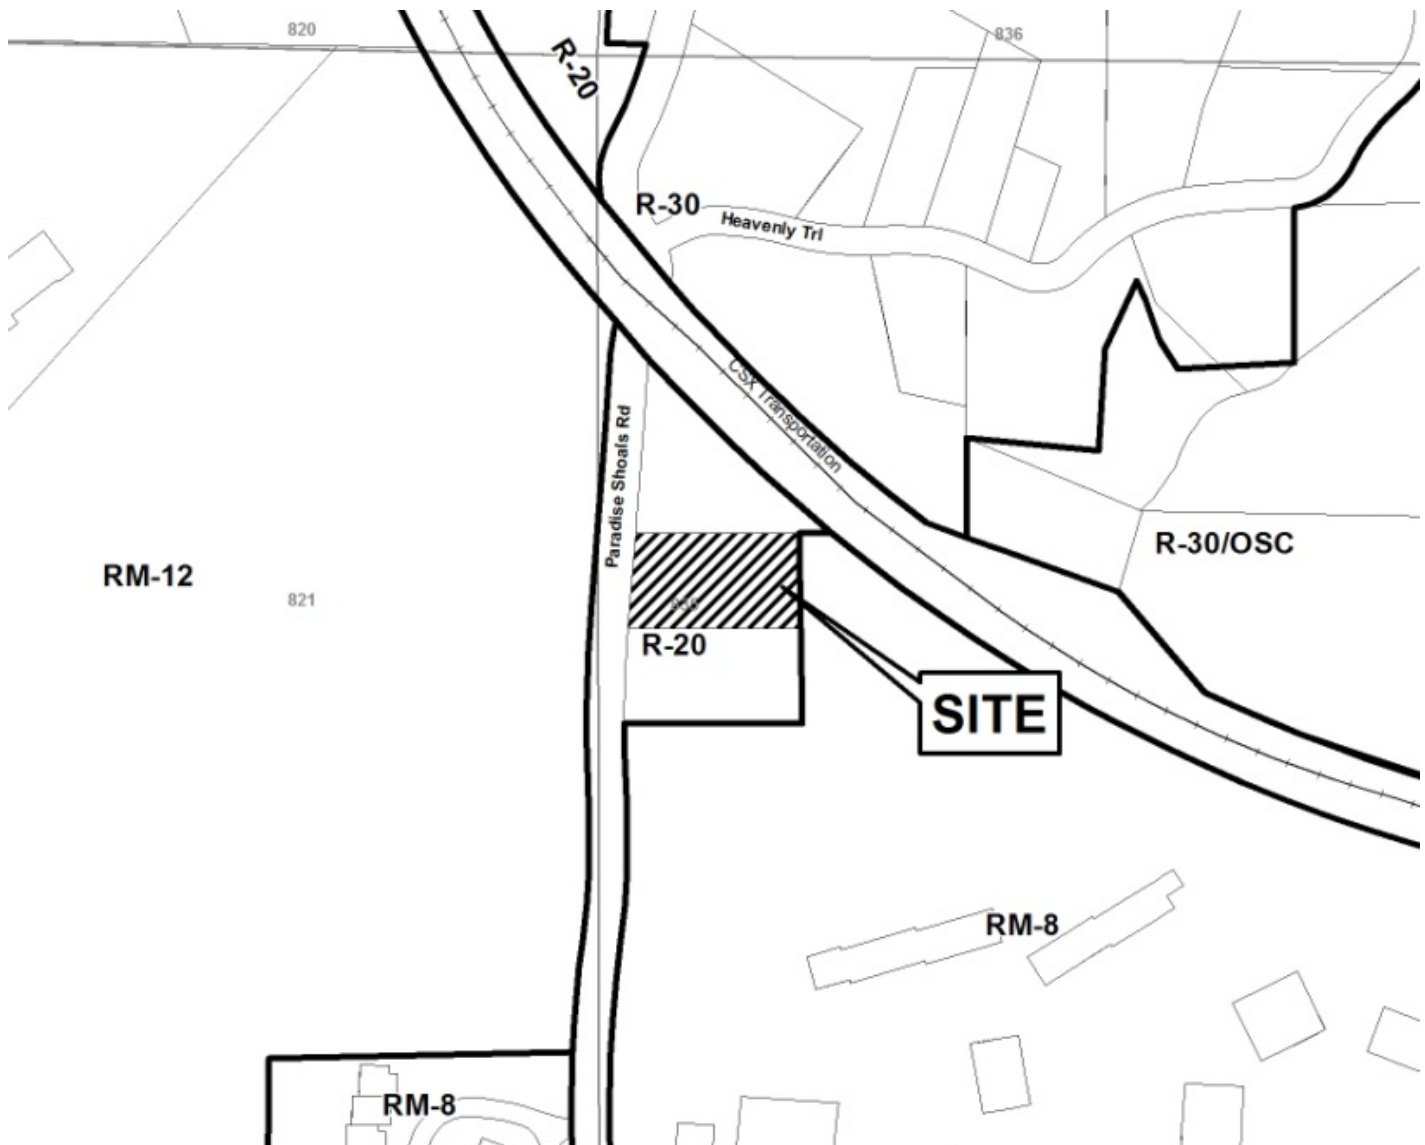 820
836
R-20
R-30
Heavenly Trl
CSX Transportation
Paradise Shoals Rd
R-30/OSC
RM-12
821
R-20
SITE
RM-8
RM-8